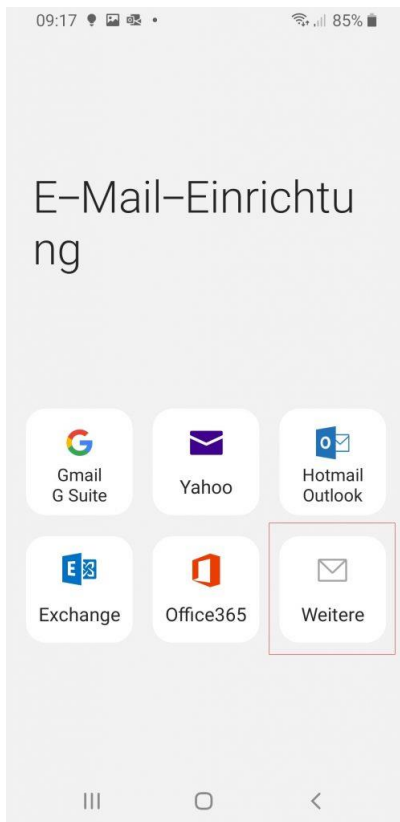 09:17 85%
E-Mail-Einrichtu
ng
Gmail
G Suite
Yahoo
Hotmail
Outlook
Exchange
Office365
Weitere